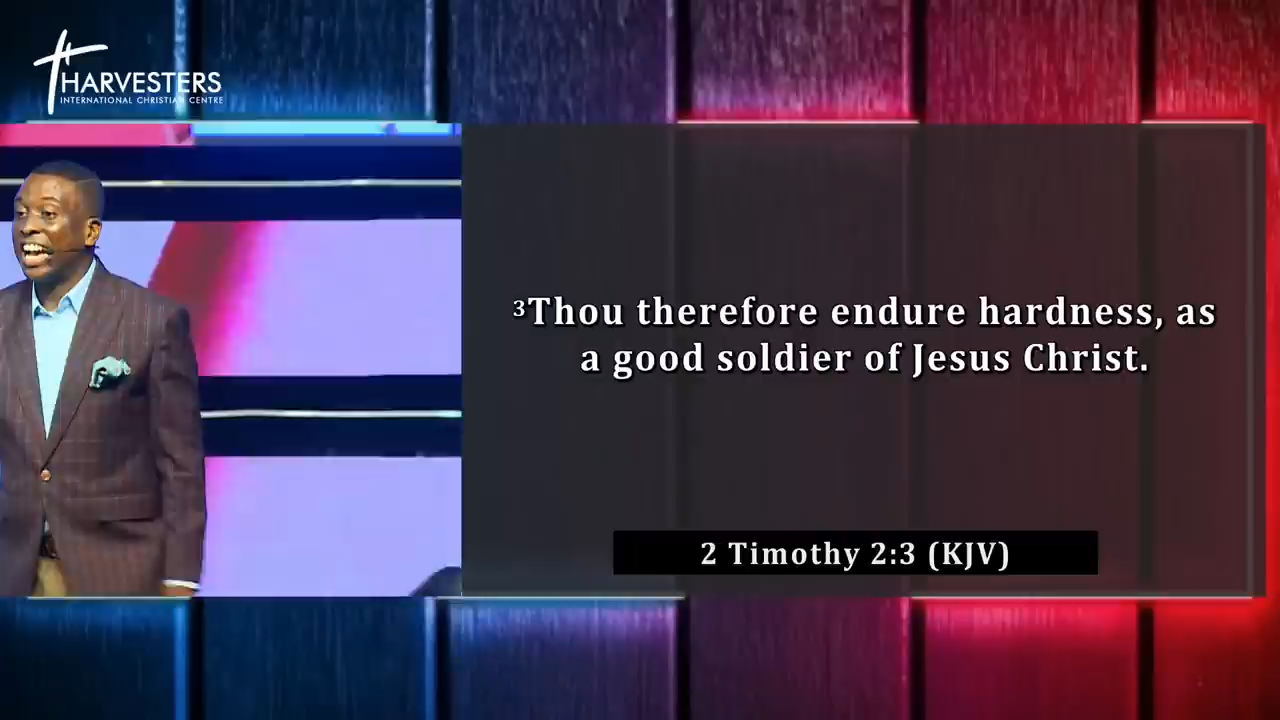 HARVESTERS
INTERNATIONAL CHRISTIAN CENTRE
³Thou therefore endure hardness, as
a good soldier of Jesus Christ.
2 Timothy 2:3 (KJV)